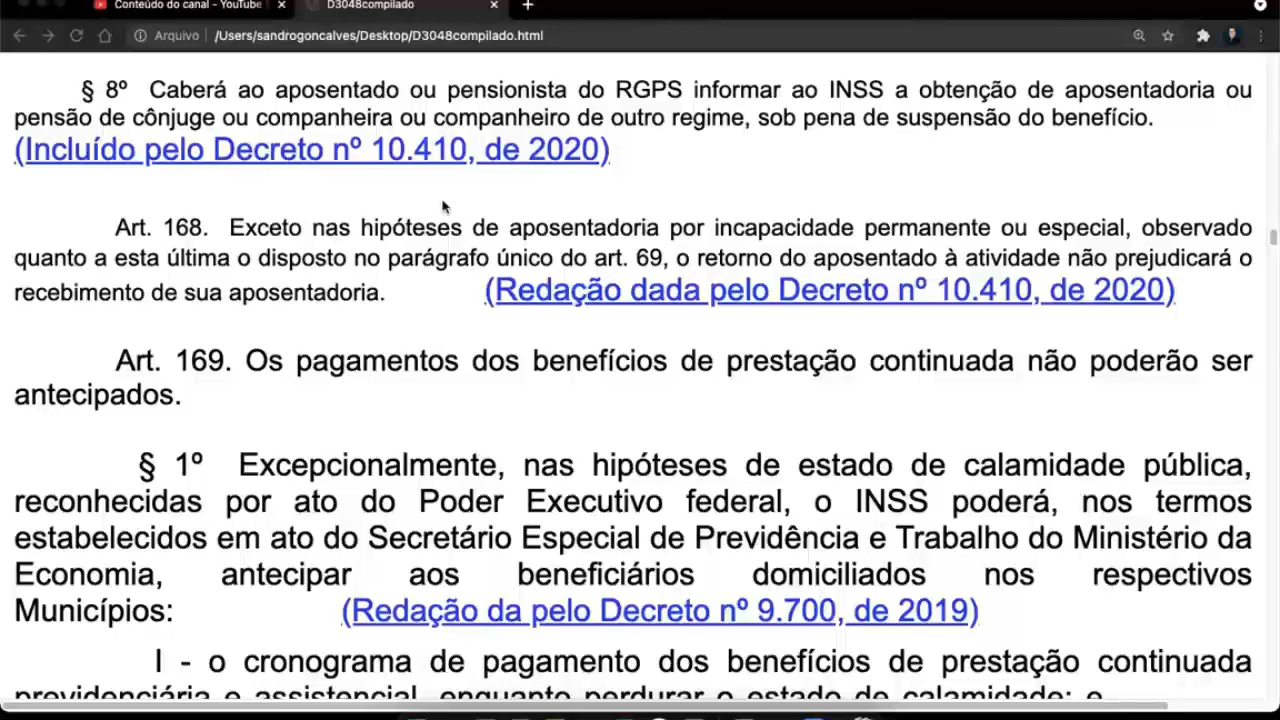 Conteúdo do canal - YouTube
D3048compilado
Arquivo
/Users/sandrogoncalves/Desktop/D3048compilado.html
§ 8º Caberá ao aposentado ou pensionista do RGPS informar ao INSS a obtenção de aposentadoria ou
pensão de cônjuge ou companheira ou companheiro de outro regime, sob pena de suspensão do benefício.
(Incluído pelo Decreto nº 10.410, de 2020)
Art. 168. Exceto nas hipóteses de aposentadoria por incapacidade permanente ou especial, observado
quanto a esta última o disposto no parágrafo único do art. 69, o retorno do aposentado à atividade não prejudicará o
recebimento de sua aposentadoria. (Redação dada pelo Decreto nº 10.410, de 2020)
Art. 169. Os pagamentos dos benefícios de prestação continuada não poderão ser
antecipados.
§ 1º Excepcionalmente, nas hipóteses de estado de calamidade pública,
reconhecidas por ato do Poder Executivo federal, o INSS poderá, nos termos
estabelecidos em ato do Secretário Especial de Previdência e Trabalho do Ministério da
Economia, antecipar aos beneficiários domiciliados nos respectivos
Municípios: (Redação da pelo Decreto nº 9.700, de 2019)
I - o cronograma de pagamento dos benefícios de prestação continuada
previdenciária e assistencial, enquanto perdurar o estado de calamidade; e